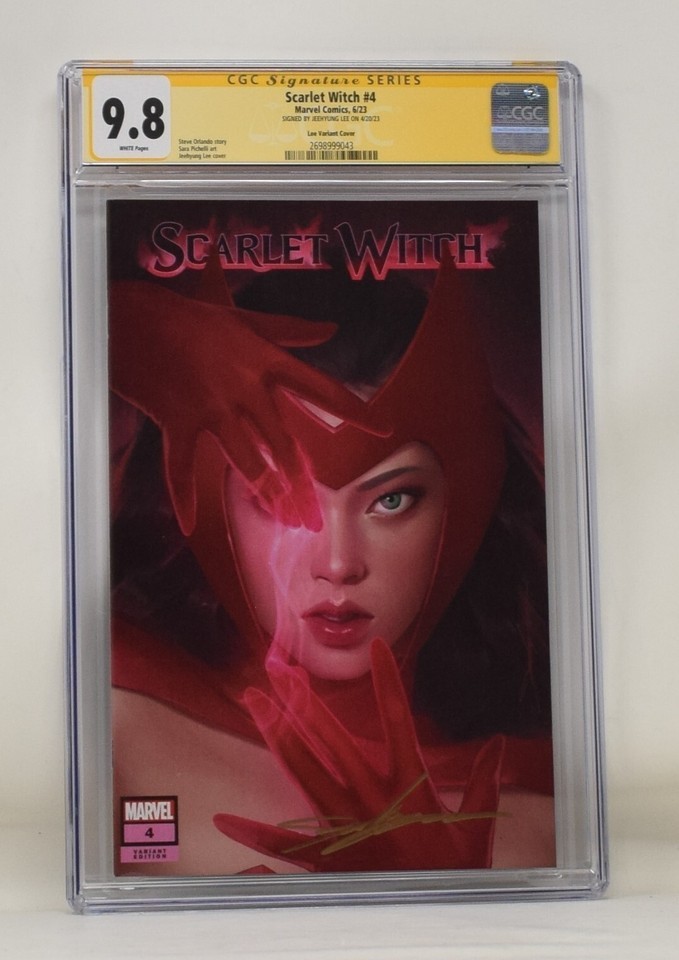 CGC Signature SERIES
9.8
WHITE Pages
Scarlet Witch #4
Marvel Comics, 6/23
SIGNED BY JEEHYUNG LEE ON 4/20/23
Lee Variant Cover
Steve Orlando story
Sara Pichelli art
Jeehyung Lee cover
2698999043
CGC
SCARLET WITCH
MARVEL
4
VARIANT
EDITION